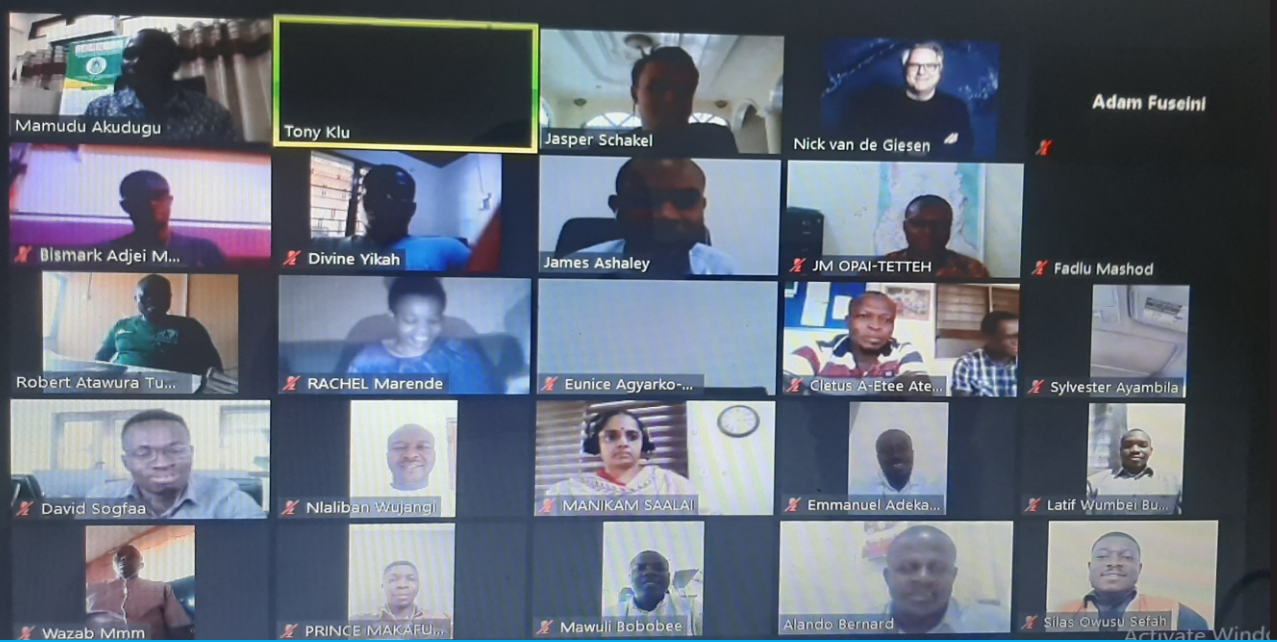 Mamudu Akudugu
Tony Klu
Jasper Schakel
Nick van de Giesen
Adam Fuseini
Bismark Adjei M...
Divine Yikah
James Ashaley
JM OPAI-TETTEH
Fadlu Mashod
Robert Atawura Tu...
RACHEL Marende
Eunice Agyarko-...
Cletus A-Etee Ate...
Sylvester Ayambila
David Sogfaa
Nlaliban Wujangi
MANIKAM SAALAI
Emmanuel Adeka...
Latif Wumbei Bu...
Wazab Mmm
PRINCE MAKAFU...
Mawuli Bobobee
Alando Bernard
Silas Owusu Sefah
Activate Wind